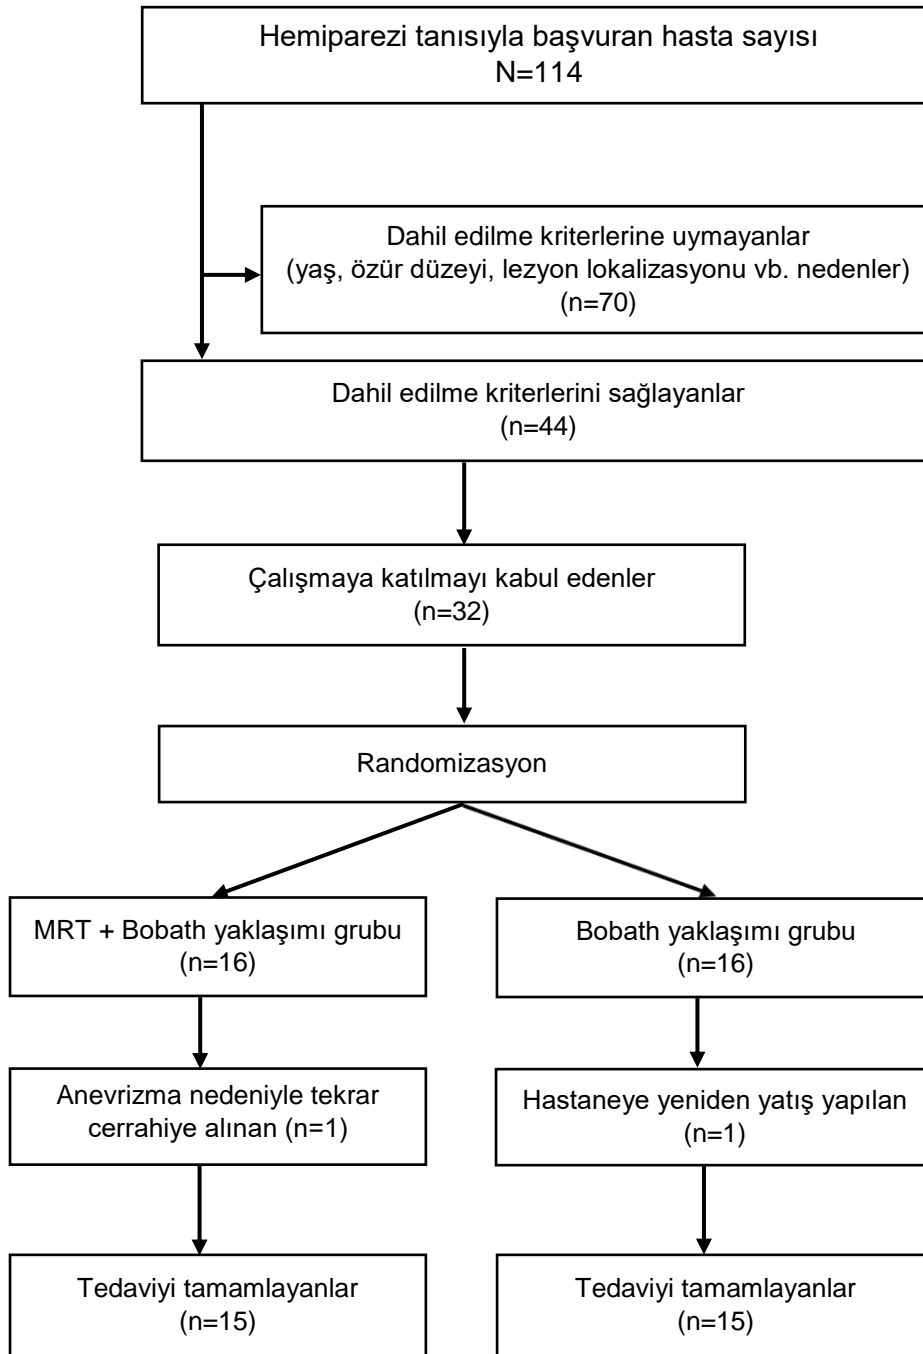 Hemiparezi tanısıyla başvuran hasta sayısı
N=114
Dahil edilme kriterlerine uymayanlar
(yaş, özür düzeyi, lezyon lokalizasyonu vb. nedenler)
(n=70)
Dahil edilme kriterlerini sağlayanlar
(n=44)
Çalışmaya katılmayı kabul edenler
(n=32)
Randomizasyon
MRT + Bobath yaklaşımı grubu
(n=16)
Bobath yaklaşımı grubu
(n=16)
Anevrizma nedeniyle tekrar
cerrahiye alınan (n=1)
Hastaneye yeniden yatış yapılan
(n=1)
Tedaviyi tamamlayanlar
(n=15)
Tedaviyi tamamlayanlar
(n=15)